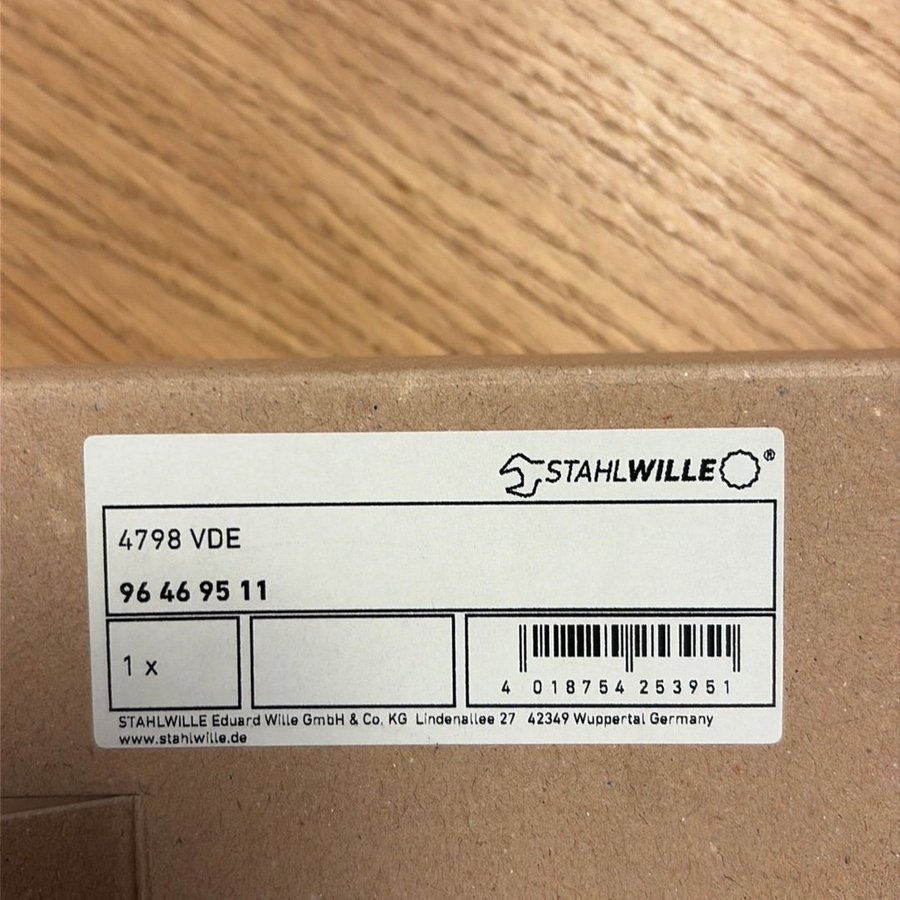 STAHLWILLE®
4798 VDE
96 46 95 11
1 x
4 018754 253951
STAHLWILLE Eduard Wille GmbH & Co. KG Lindenallee 27 42349 Wuppertal Germany
www.stahlwille.de